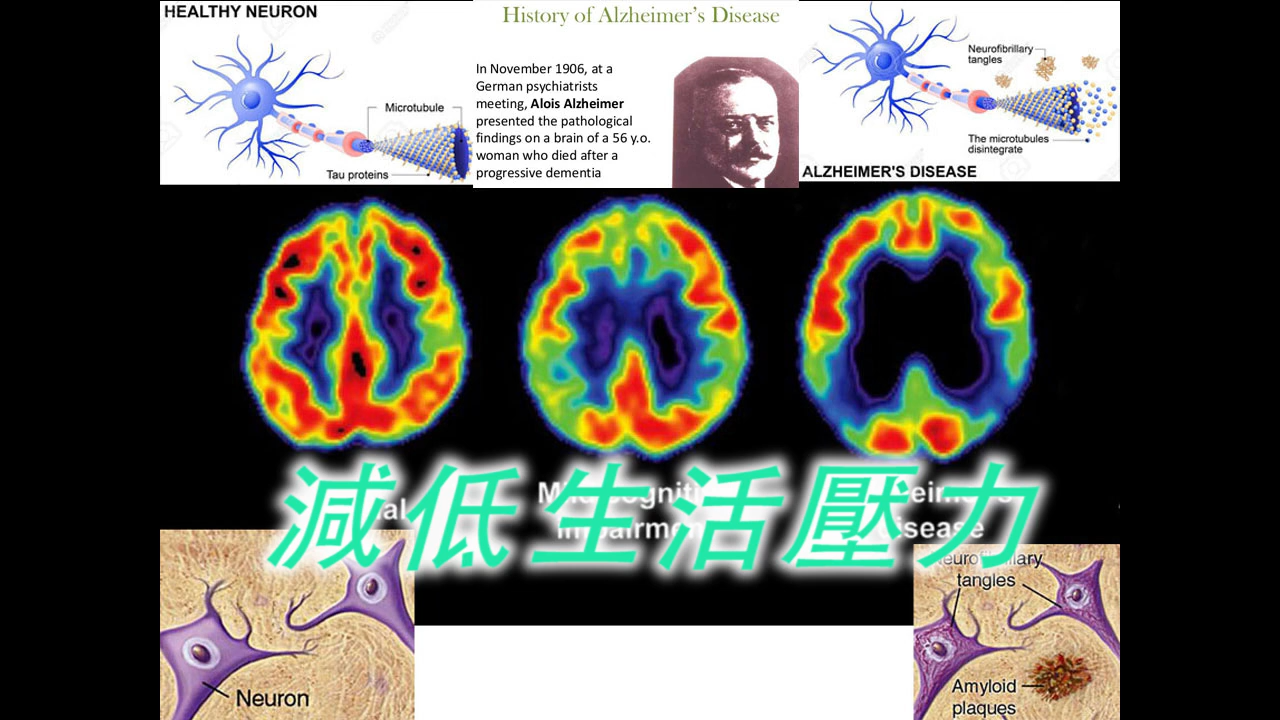 HEALTHY NEURON
Microtubule
Tau proteins
History of Alzheimer's Disease
In November 1906, at a
German psychiatrists
meeting, Alois Alzheimer
presented the pathological
findings on a brain of a 56 y.o.
woman who died after a
progressive dementia
Neurofibrillary
tangles
The microtubules
disintegrate
ALZHEIMER'S DISEASE
減低生活壓力
Neuron
tangles
Amyloid
plaques